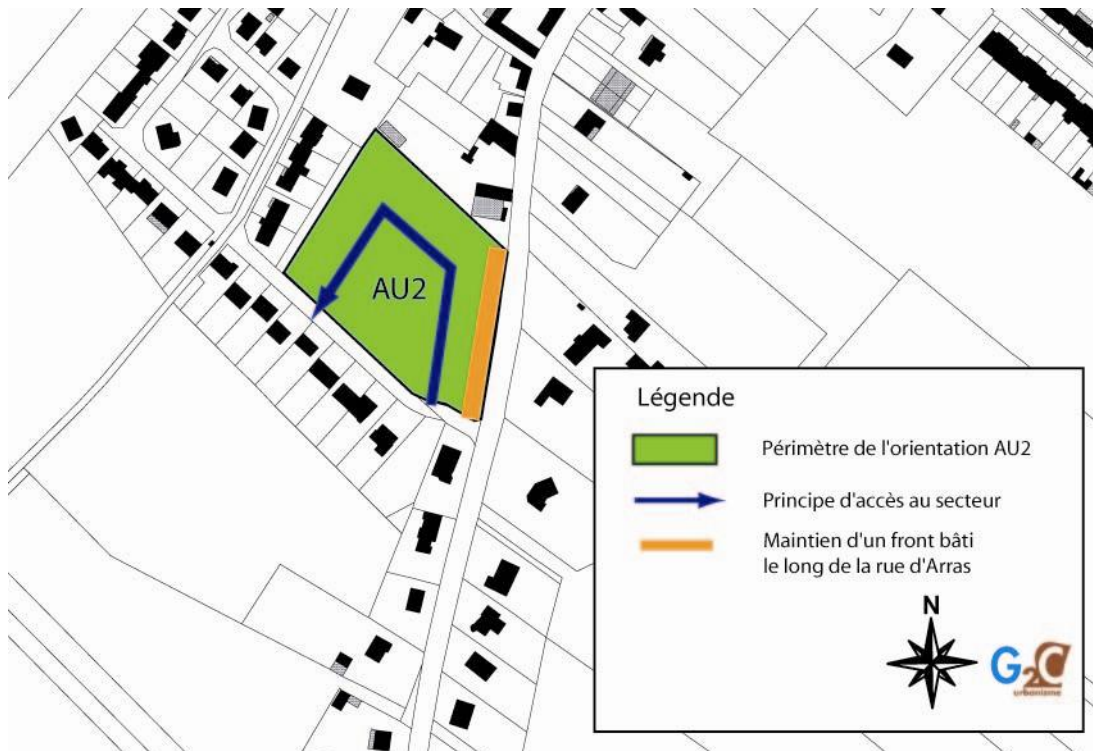 AU2
Légende
Périmètre de l'orientation AU2
Principe d'accès au secteur
Maintien d'un front bâti
le long de la rue d'Arras
N
G2C
urbanisme